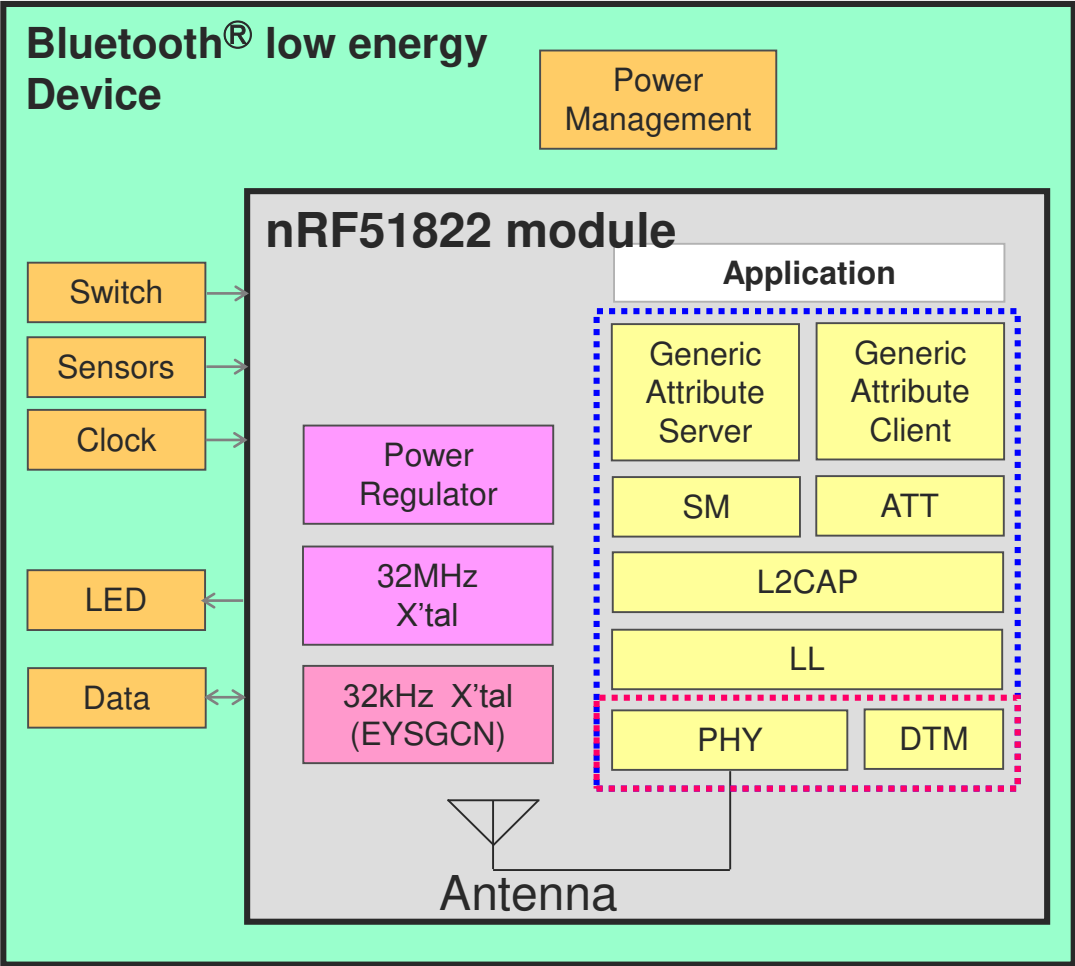 Bluetooth® low energy
Device
Power
Management
nRF51822 module
Application
Switch
Sensors
Clock
LED
Data
Power
Regulator
32MHz
X'tal
32kHz X'tal
(EYSGCN)
Generic
Attribute
Server
Generic
Attribute
Client
SM
ATT
L2CAP
LL
PHY
DTM
Antenna